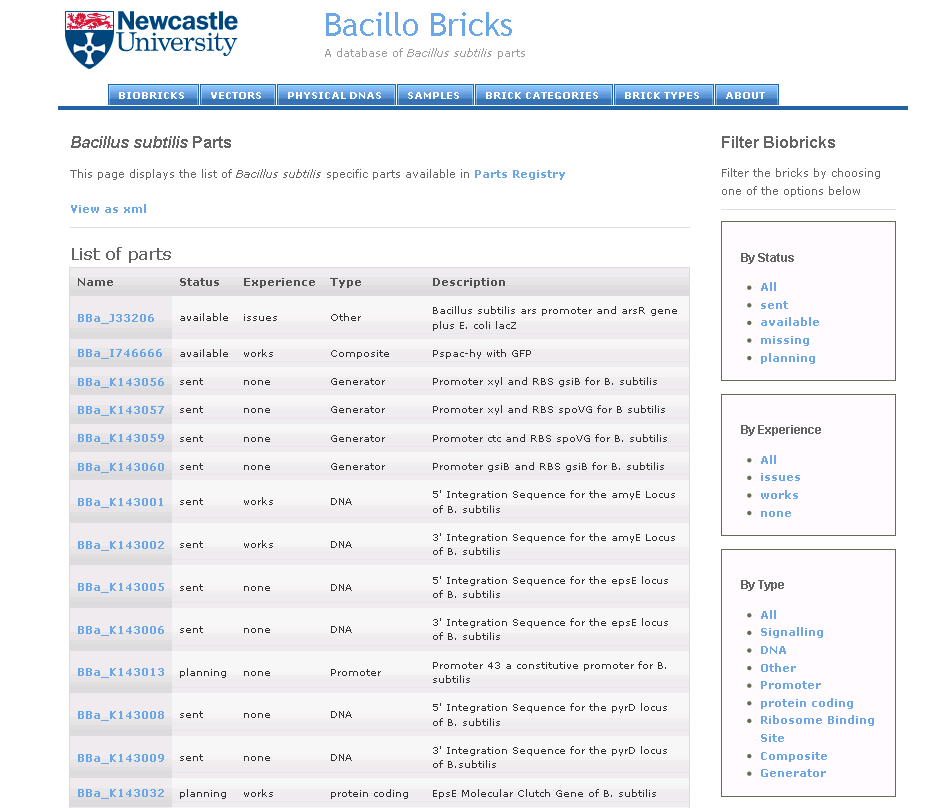 Newcastle
University
Bacillo Bricks
A database of Bacillus subtilis parts
BIOBRICKS VECTORS PHYSICAL DNAS SAMPLES BRICK CATEGORIES BRICK TYPES ABOUT
Bacillus subtilis Parts
This page displays the list of Bacillus subtilis specific parts available in Parts Registry
View as xml
List of parts
Name Status Experience Type Description
BBa_J33206 available issues Other Bacillus subtilis ars promoter and arsR gene
plus E. coli lacZ
BBa_I746666 available works Composite Pspac-hy with GFP
BBa_K143056 sent none Generator Promoter xyl and RBS gsiB for B. subtilis
BBa_K143057 sent none Generator Promoter xyl and RBS spoVG for B subtilis
BBa_K143059 sent none Generator Promoter ctc and RBS spoVG for B. subtilis
BBa_K143060 sent none Generator Promoter gsiB and RBS gsiB for B. subtilis
BBa_K143001 sent works DNA 5' Integration Sequence for the amyE Locus
of B. subtilis
BBa_K143002 sent works DNA 3' Integration Sequence for the amyE Locus
of B. subtilis
BBa_K143005 sent none DNA 5' Integration Sequence for the epsE locus
of B. subtilis
BBa_K143006 sent none DNA 3' Integration Sequence for the epsE locus
of B. subtilis
BBa_K143013 planning none Promoter Promoter 43 a constitutive promoter for B.
subtilis
BBa_K143008 sent none DNA 5' Integration Sequence for the pyrD locus
of B. subtilis
BBa_K143009 sent none DNA 3' Integration Sequence for the pyrD locus
of B.subtilis
BBa_K143032 planning works protein coding EpsE Molecular Clutch Gene of B. subtilis
Filter Biobricks
Filter the bricks by choosing
one of the options below
By Status
All
sent
available
missing
planning
By Experience
All
issues
works
none
By Type
All
Signalling
DNA
Other
Promoter
protein coding
Ribosome Binding
Site
Composite
Generator